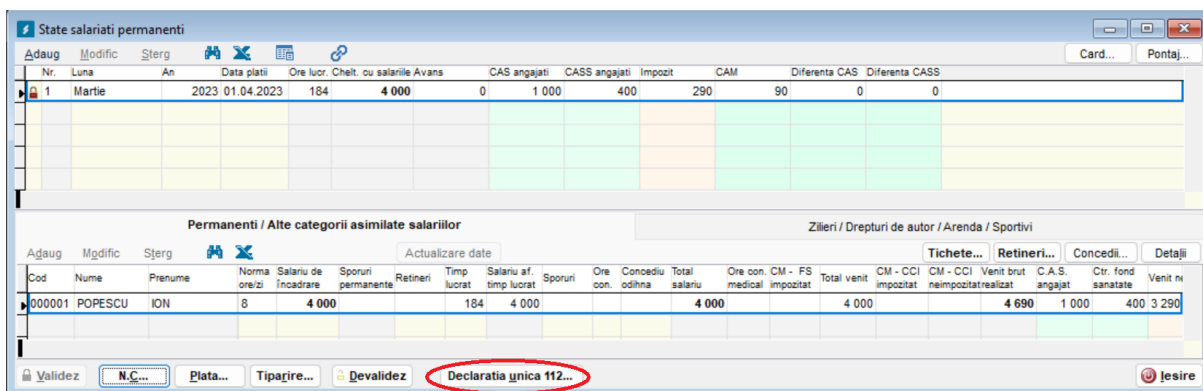 State salariati permanenti
Adaug Modific Sterg Card... Pontaj...
Nr. Luna An Data platii Ore lucr. Chelt. cu salariile Avans CAS angajati CASS angajati Impozit CAM Diferenta CAS Diferenta CASS
1 Martie 2023 01.04.2023 184 4 000 0 1 000 400 290 90 0 0
Permanenti / Alte categorii asimilate salariilor Zilieri / Drepturi de autor / Arenda / Sportivi
Adaug Modific Sterg Actualizare date Tichete... Retineri... Concedii... Detalii
Cod Nume Prenume Norma ore/zi Salariu de încadrare Sporuri permanente Retineri Timp lucrat Salariu af. timp lucrat Sporuri Ore con. Concediu odihna Total salariu Ore con. medical CM - FS impozitat Total venit CM - CCI impozitat CM - CCI neimpozitat Venit brut realizat C.A.S. angajat Ctr. fond sanatate Venit ne
000001 POPESCU ION 8 4 000 184 4 000 4 000 4 000 4 690 1 000 400 3 290
Validez N.C... Plata... Tiparire... Devalidez Declaratia unica 112... Iesire